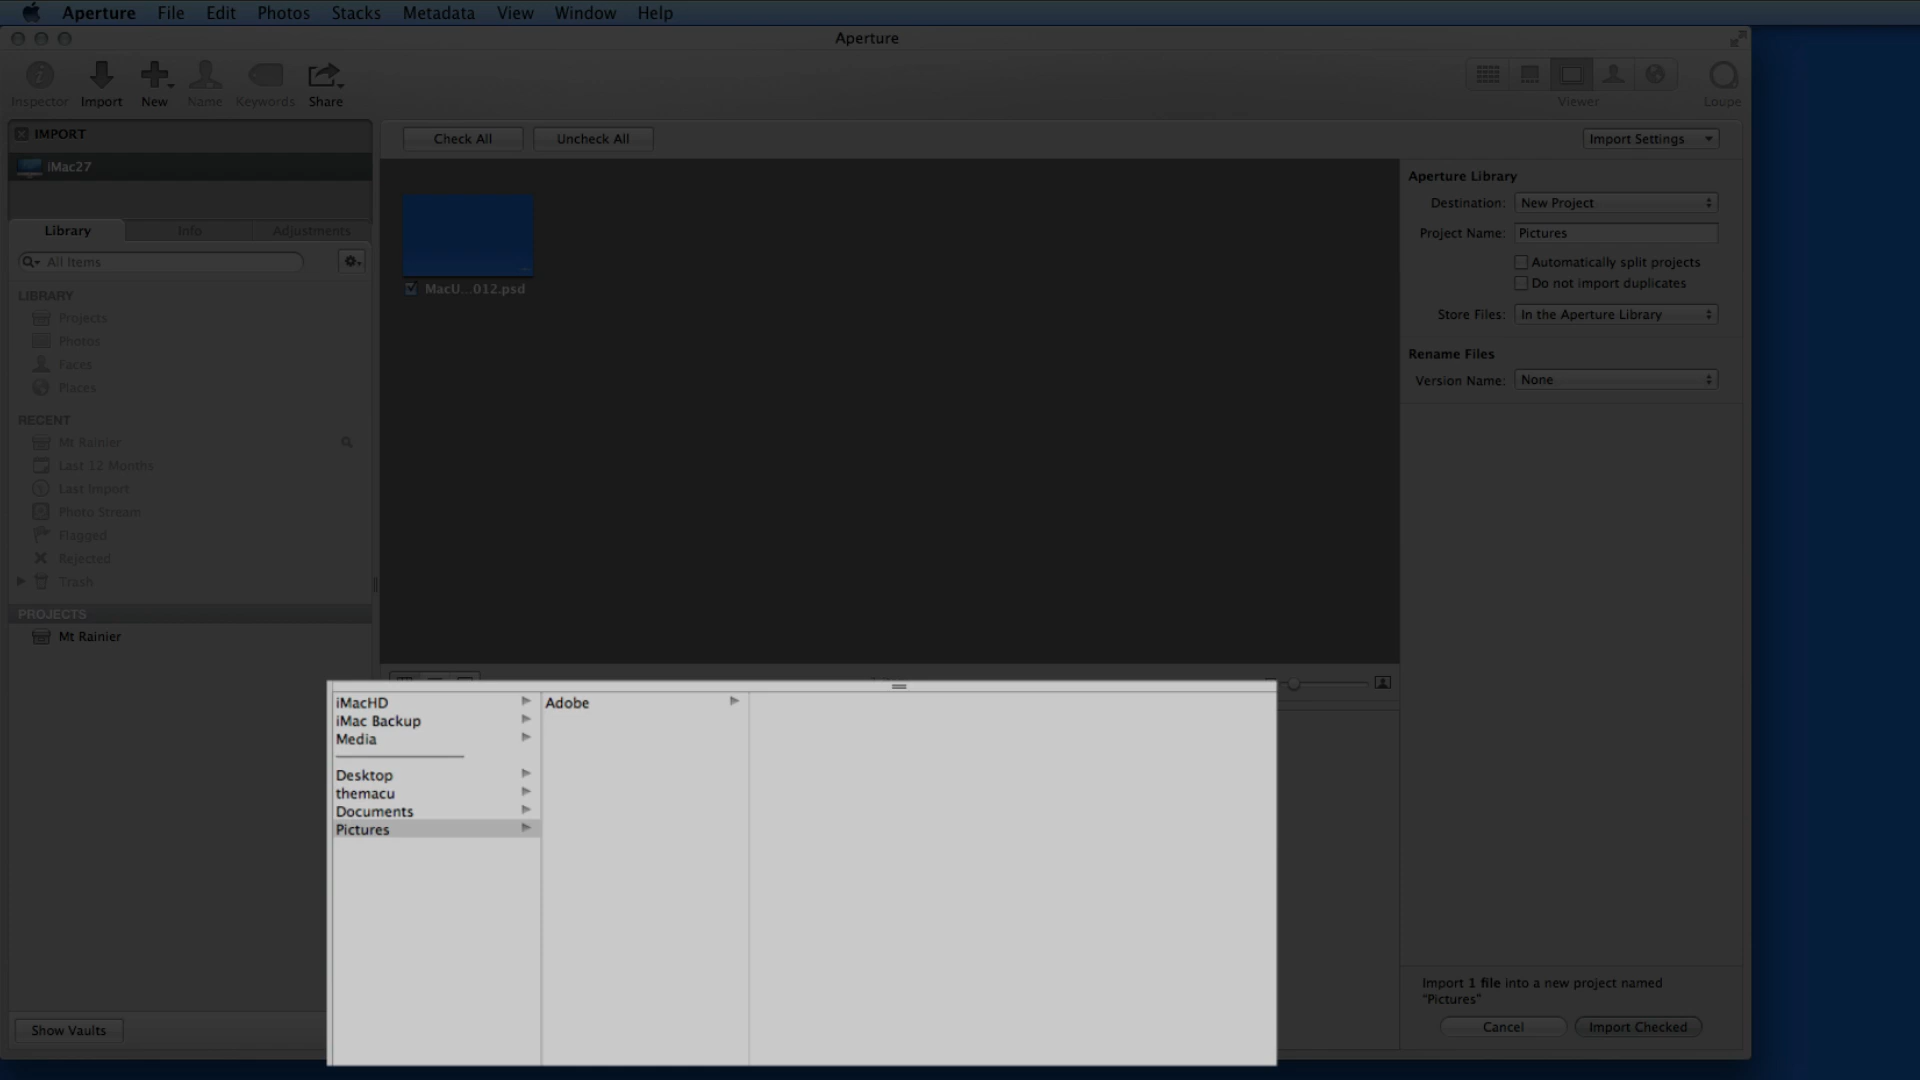 Aperture File Edit Photos Stacks Metadata View Window Help
Aperture
Inspector Import New Name Keywords Share Viewer Loupe
IMPORT
iMac27
Library Info Adjustments
All Items
LIBRARY
Projects
Photos
Faces
Places
RECENT
Mt Rainier
Last 12 Months
Last Import
Photo Stream
Flagged
Rejected
Trash
PROJECTS
Mt Rainier
Show Vaults
Check All Uncheck All Import Settings
MacU...012.psd
Aperture Library
Destination: New Project
Project Name: Pictures
Automatically split projects
Do not import duplicates
Store Files: In the Aperture Library
Rename Files
Version Name: None
iMacHD
iMac Backup
Media
Desktop
themacu
Documents
Pictures
Adobe
Import 1 file into a new project named
“Pictures”
Cancel Import Checked